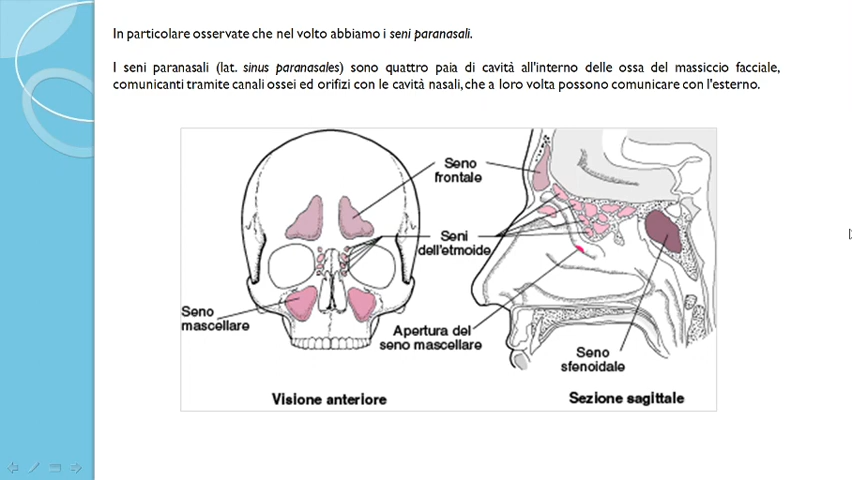 In particolare osservate che nel volto abbiamo i seni paranasali.
I seni paranasali (lat. sinus paranasales) sono quattro paia di cavità all'interno delle ossa del massiccio facciale,
comunicanti tramite canali ossei ed orifizi con le cavità nasali, che a loro volta possono comunicare con l'esterno.
Seno
frontale
Seni
dell'etmoide
Seno
mascellare
Apertura del
seno mascellare
Seno
sfenoidale
Visione anteriore
Sezione sagittale